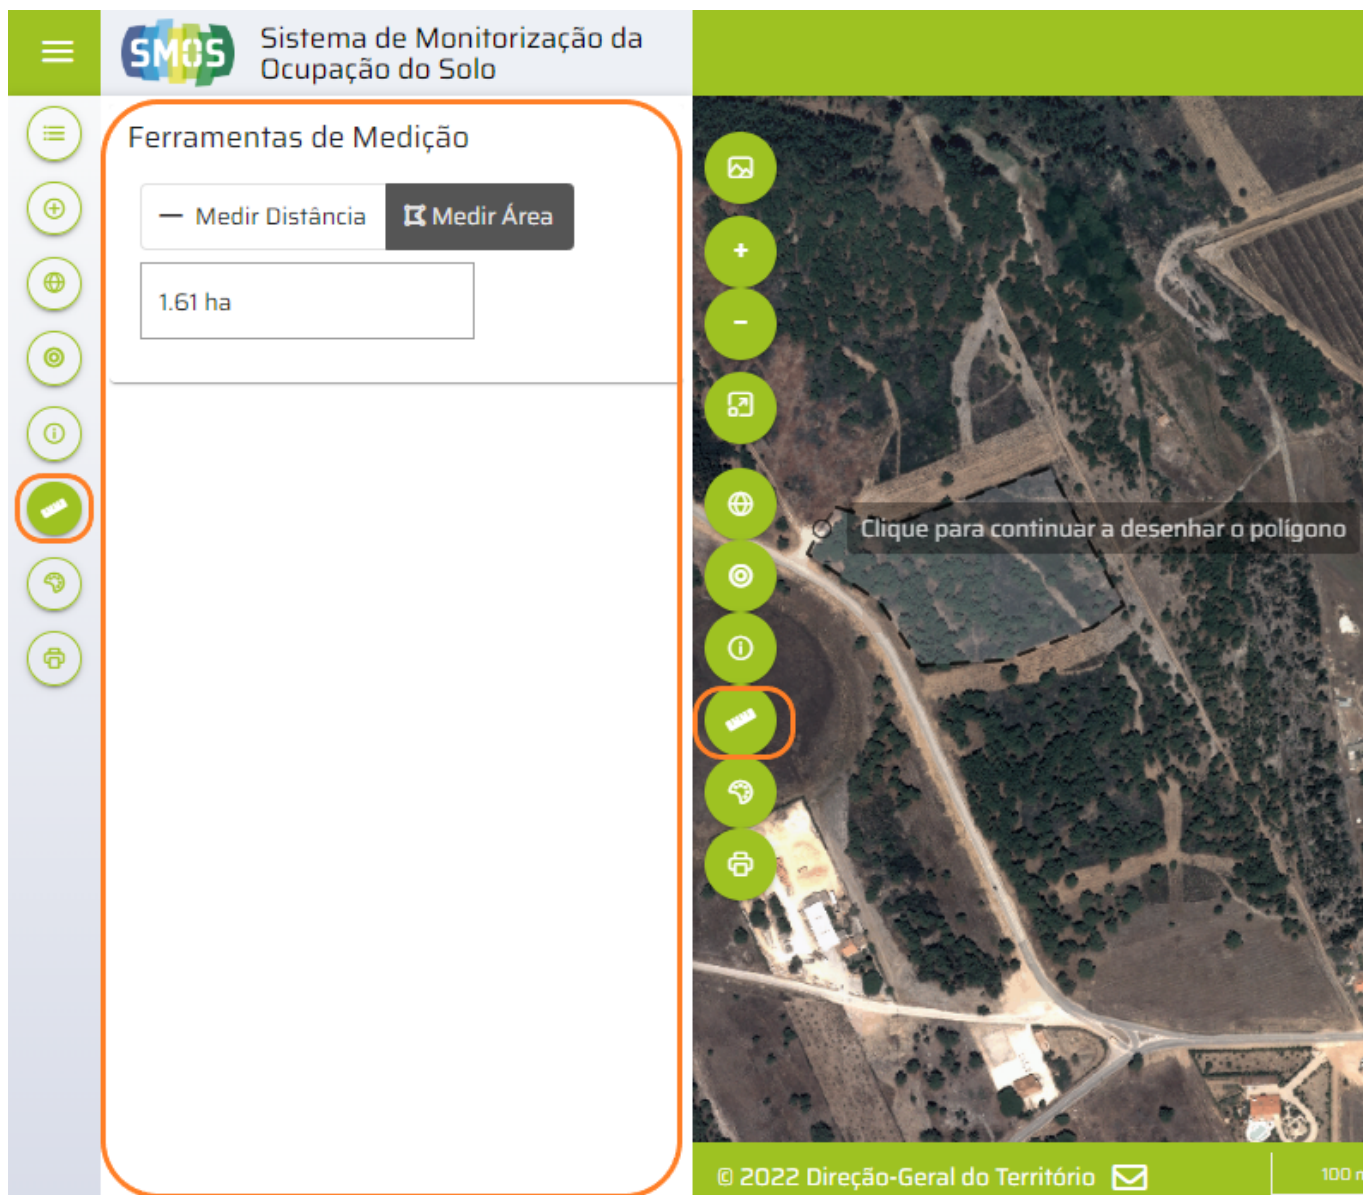 SMOS
Sistema de Monitorização da
Ocupação do Solo
Ferramentas de Medição
Medir Distância
Medir Área
1.61 ha
Clique para continuar a desenhar o polígono
© 2022 Direção-Geral do Território
100 m